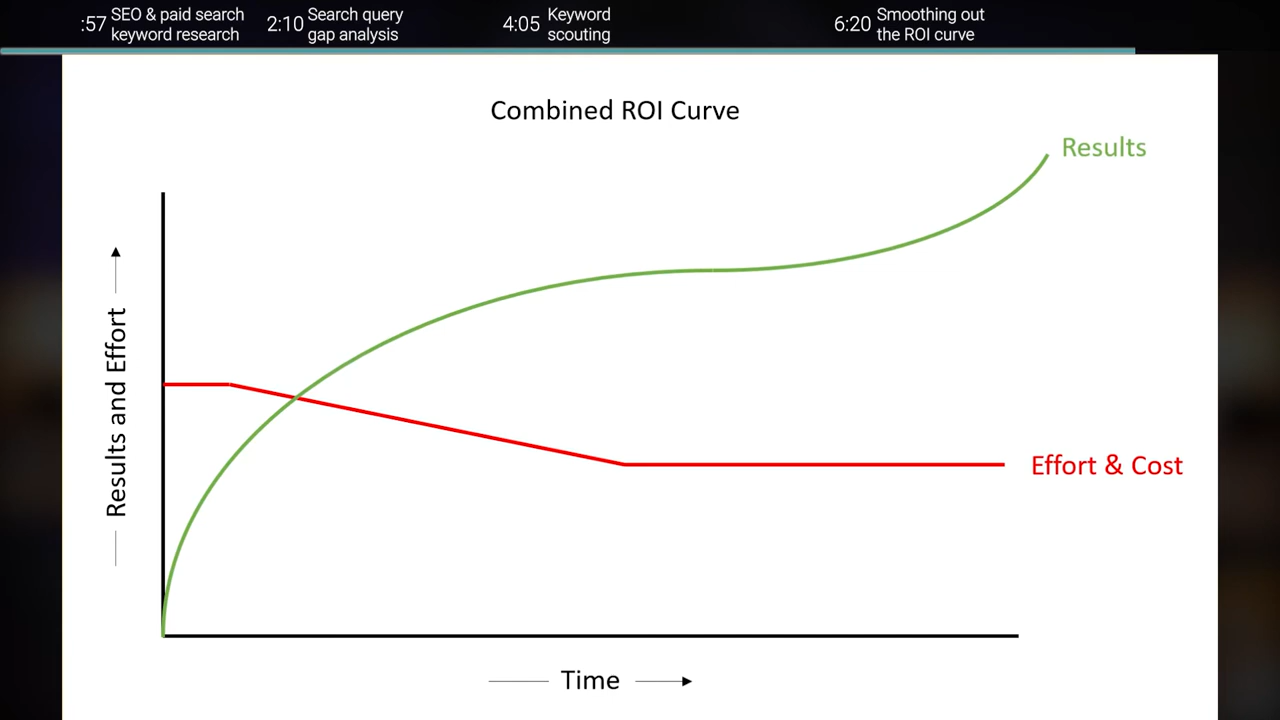 :57 SEO & paid search
keyword research
2:10 Search query
gap analysis
4:05 Keyword
scouting
6:20 Smoothing out
the ROI curve
Combined ROI Curve
Results
Results and Effort
Effort & Cost
Time